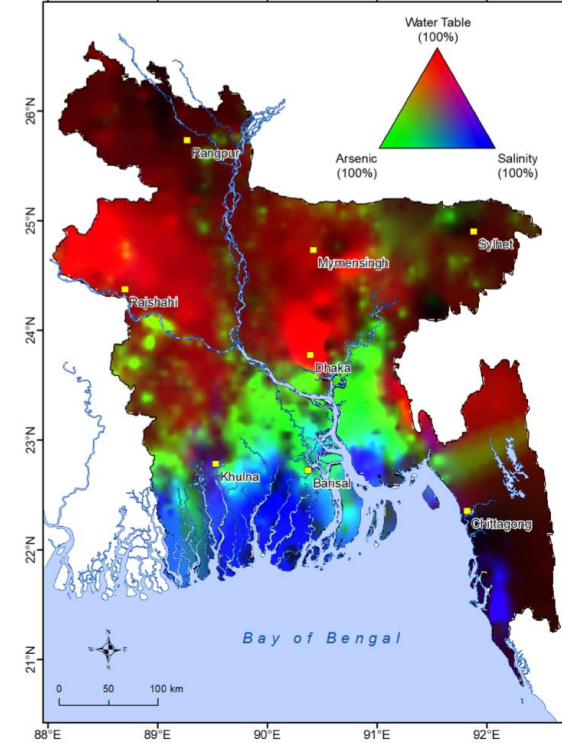 Water Table
(100%)
Arsenic
(100%)
Salinity
(100%)
26°N
25°N
24°N
23°N
22°N
21°N
Rangpur
Sylhet
Mymensingh
Rajshahi
Dhaka
Khulna
Barisal
Chittagong
Bay of Bengal
N
W
E
S
0 50 100 km
88°E 89°E 90°E 91°E 92°E